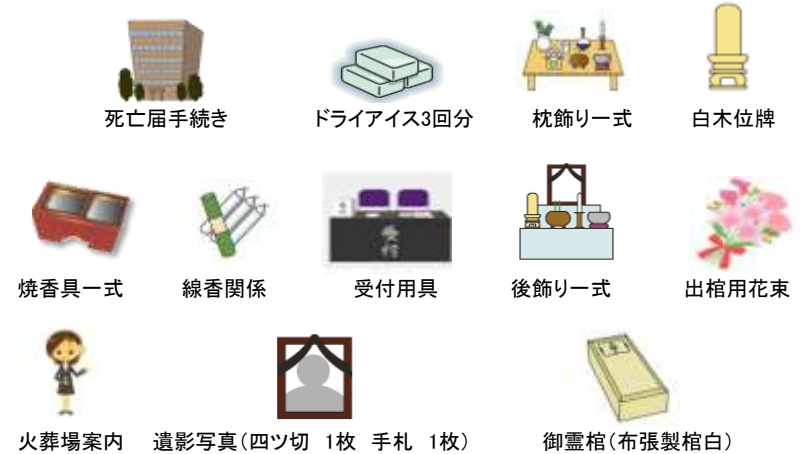 死亡届手続き
ドライアイス3回分
枕飾り一式
白木位牌
受付
焼香具一式
線香関係
受付用具
後飾り一式
出棺用花束
火葬場案内
遺影写真（四ツ切　1枚　手札　1枚）
御霊棺（布張製棺白）